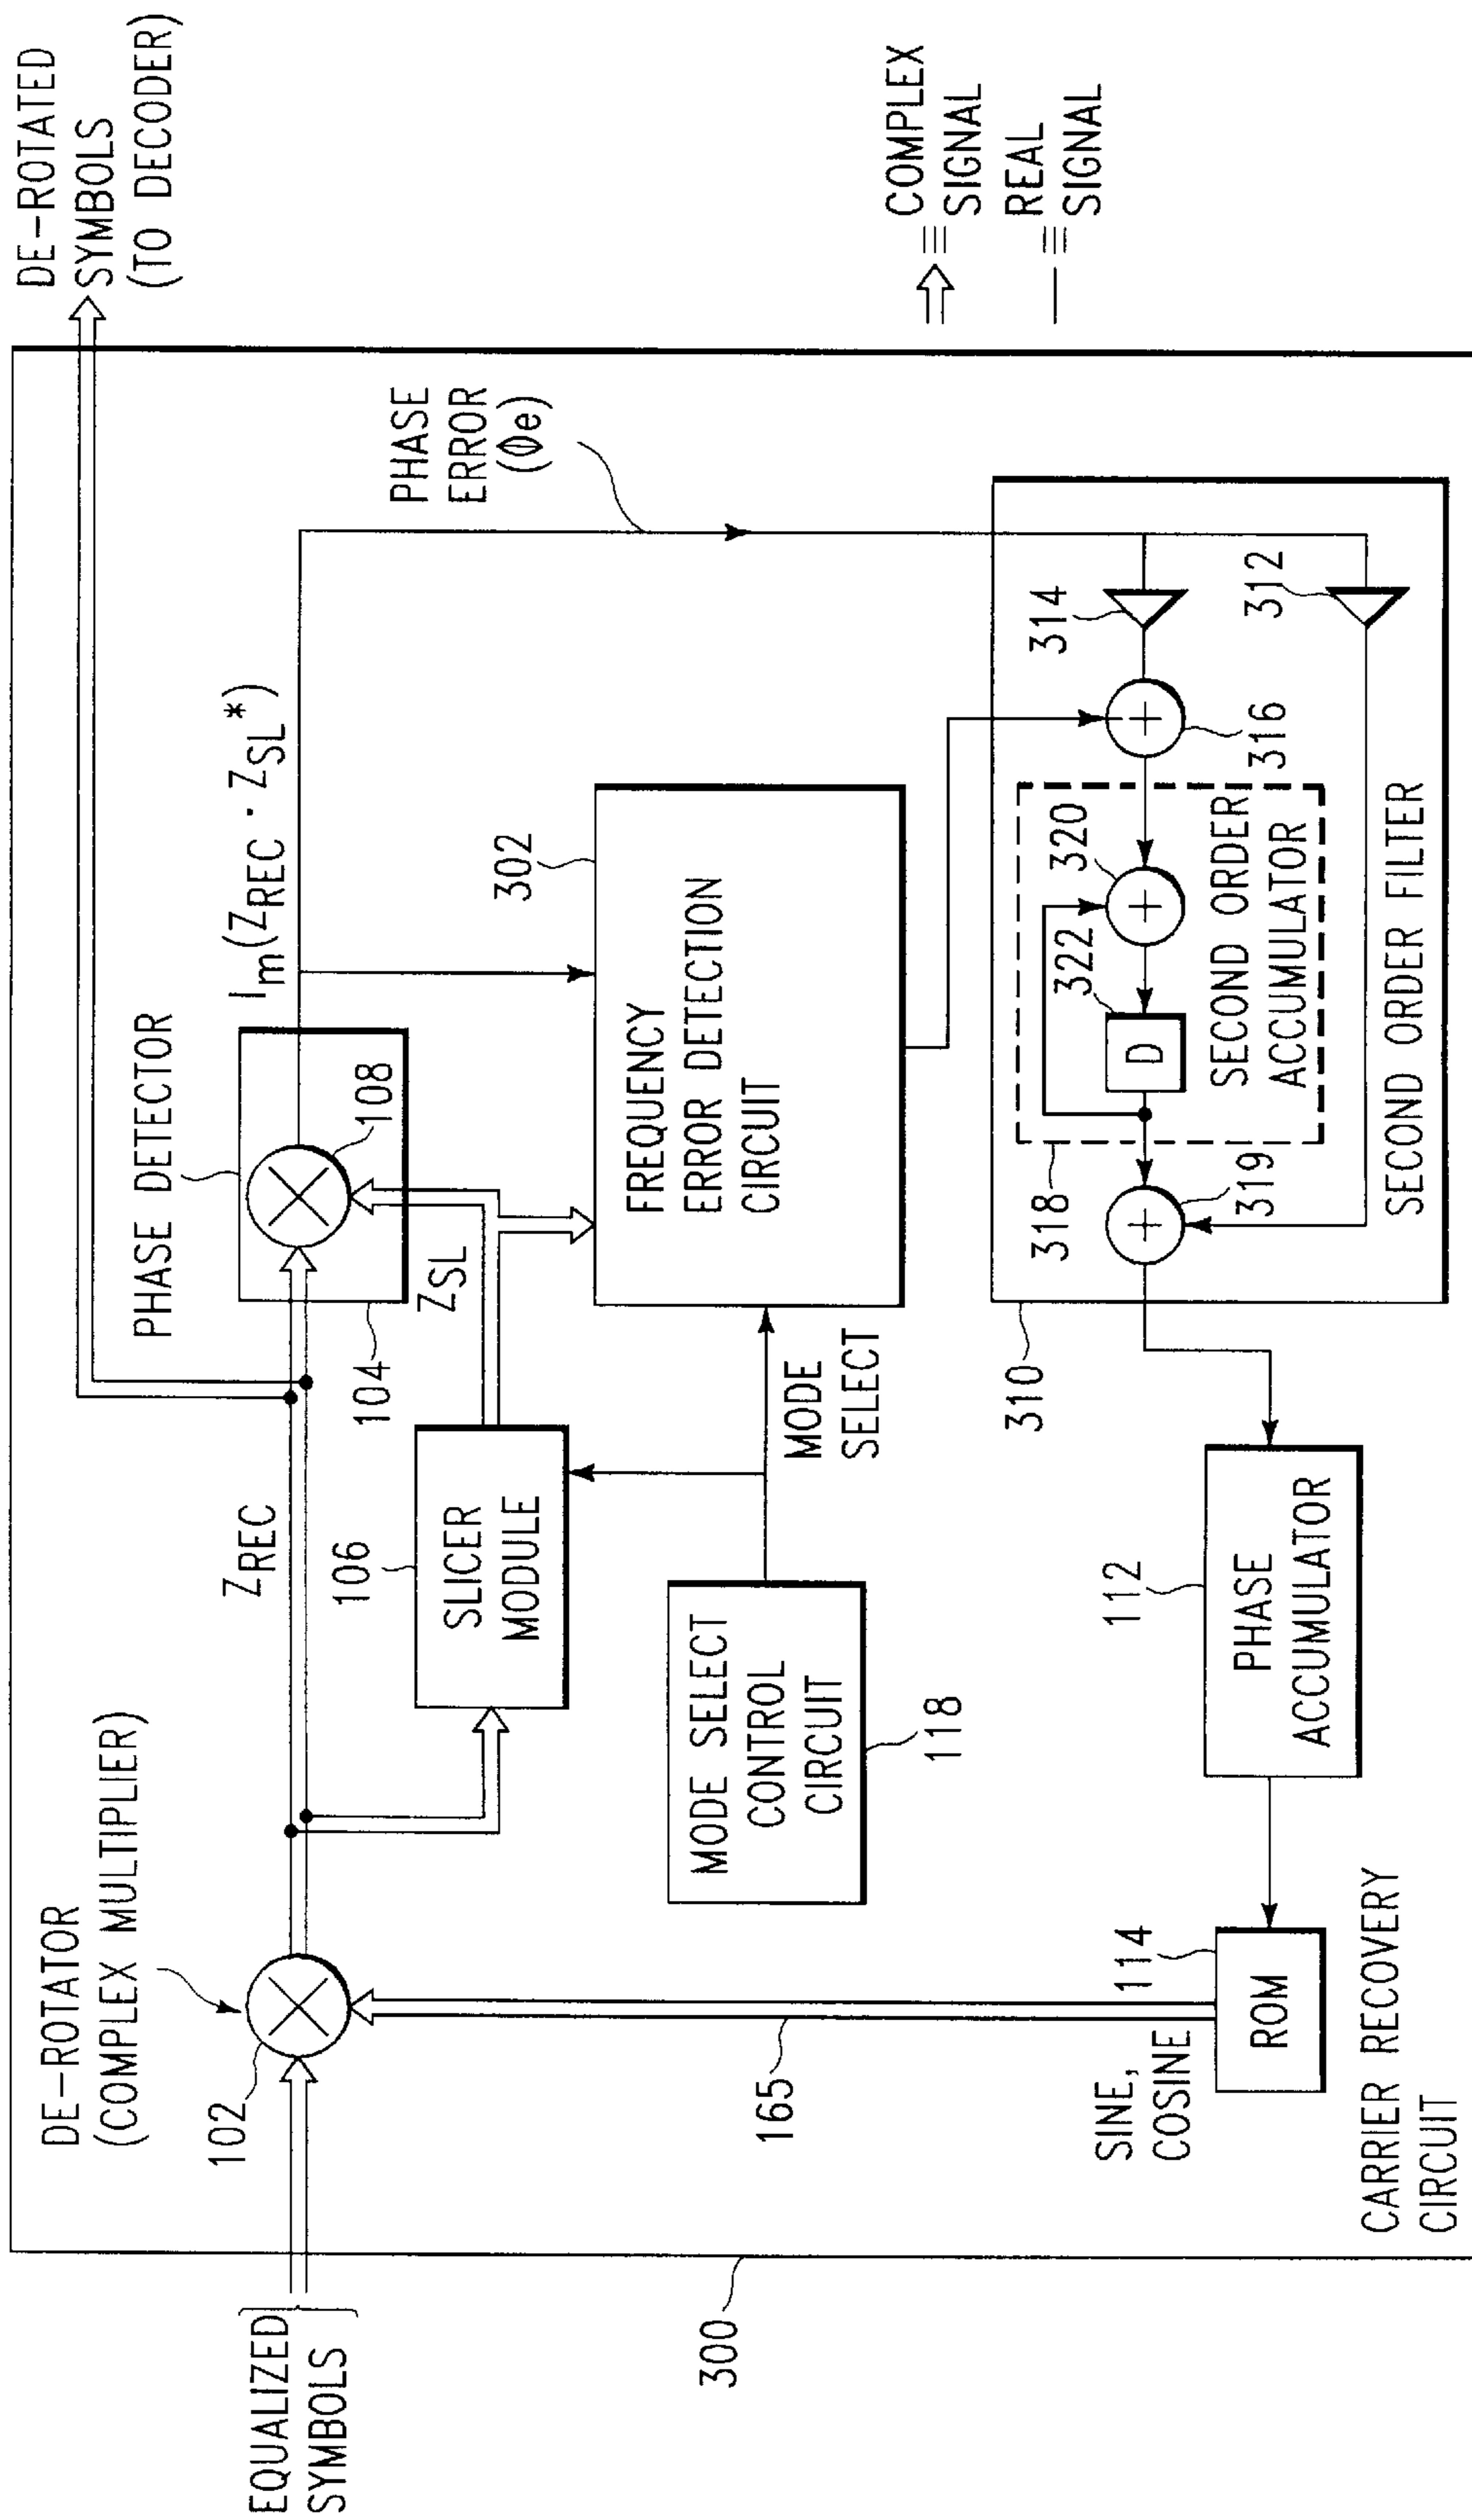 DE-ROTATED
SYMBOLS
(TO DECODER)
DE-ROTATOR
(COMPLEX MULTIPLIER)
102
EQUALIZED
SYMBOLS
ZREC
PHASE DETECTOR
108
104
Im(ZREC · ZSL*)
PHASE
ERROR
(Φe)
106
SLICER
MODULE
ZSL
302
FREQUENCY
ERROR DETECTION
CIRCUIT
MODE SELECT
CONTROL
CIRCUIT
118
MODE
SELECT
COMPLEX
SIGNAL
REAL
SIGNAL
300
165
SINE,
COSINE
114
ROM
112
PHASE
ACCUMULATOR
310
318
319
322
D
320
316
314
312
SECOND ORDER
ACCUMULATOR
SECOND ORDER FILTER
CARRIER RECOVERY
CIRCUIT